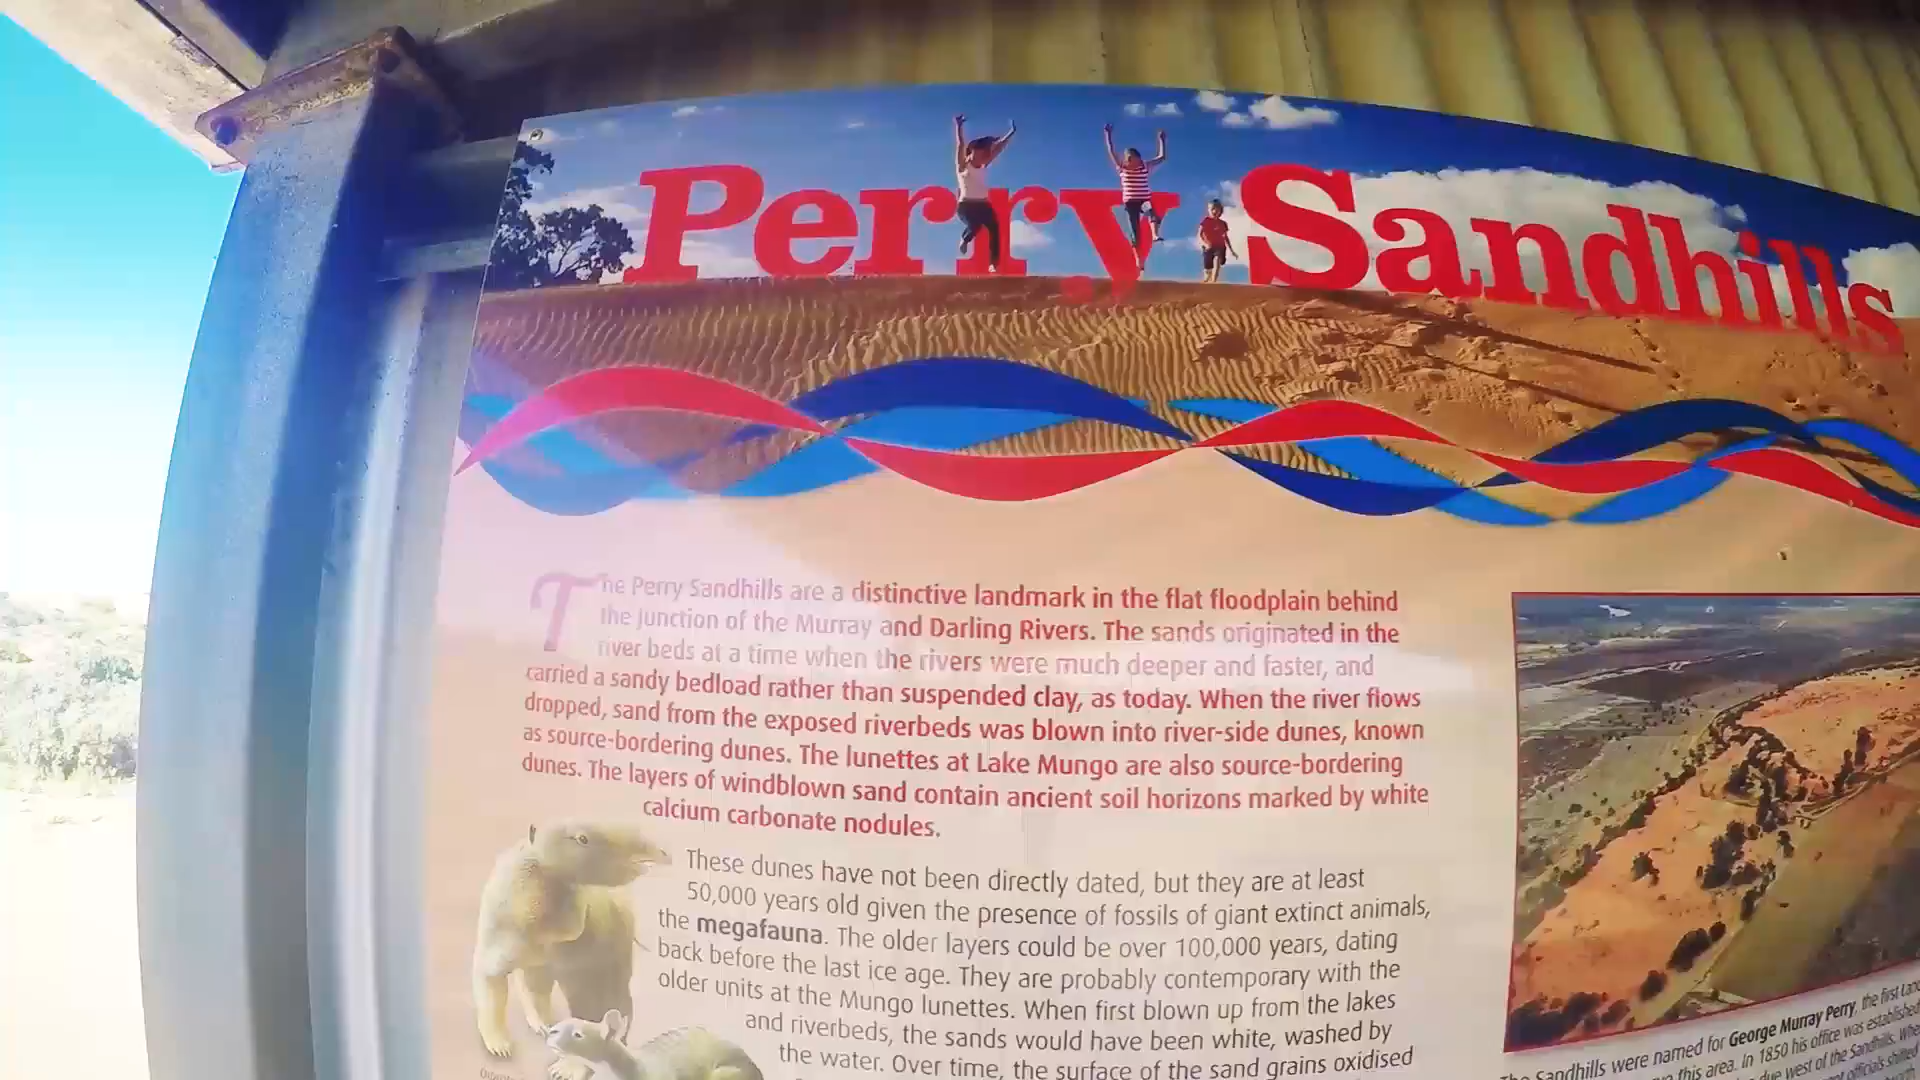 Perry Sandhills
The Perry Sandhills are a distinctive landmark in the flat floodplain behind
the junction of the Murray and Darling Rivers. The sands originated in the
river beds at a time when the rivers were much deeper and faster, and
carried a sandy bedload rather than suspended clay, as today. When the river flows
dropped, sand from the exposed riverbeds was blown into river-side dunes, known
as source-bordering dunes. The lunettes at Lake Mungo are also source-bordering
dunes. The layers of windblown sand contain ancient soil horizons marked by white
calcium carbonate nodules.
These dunes have not been directly dated, but they are at least
50,000 years old given the presence of fossils of giant extinct animals,
the megafauna. The older layers could be over 100,000 years, dating
back before the last ice age. They are probably contemporary with the
older units at the Mungo lunettes. When first blown up from the lakes
and riverbeds, the sands would have been white, washed by
the water. Over time, the surface of the sand grains oxidised
Sandhills were named for George Murray Perry, the first
this area. In 1850 his office was established
due west of the Sandhills.
officials shifted